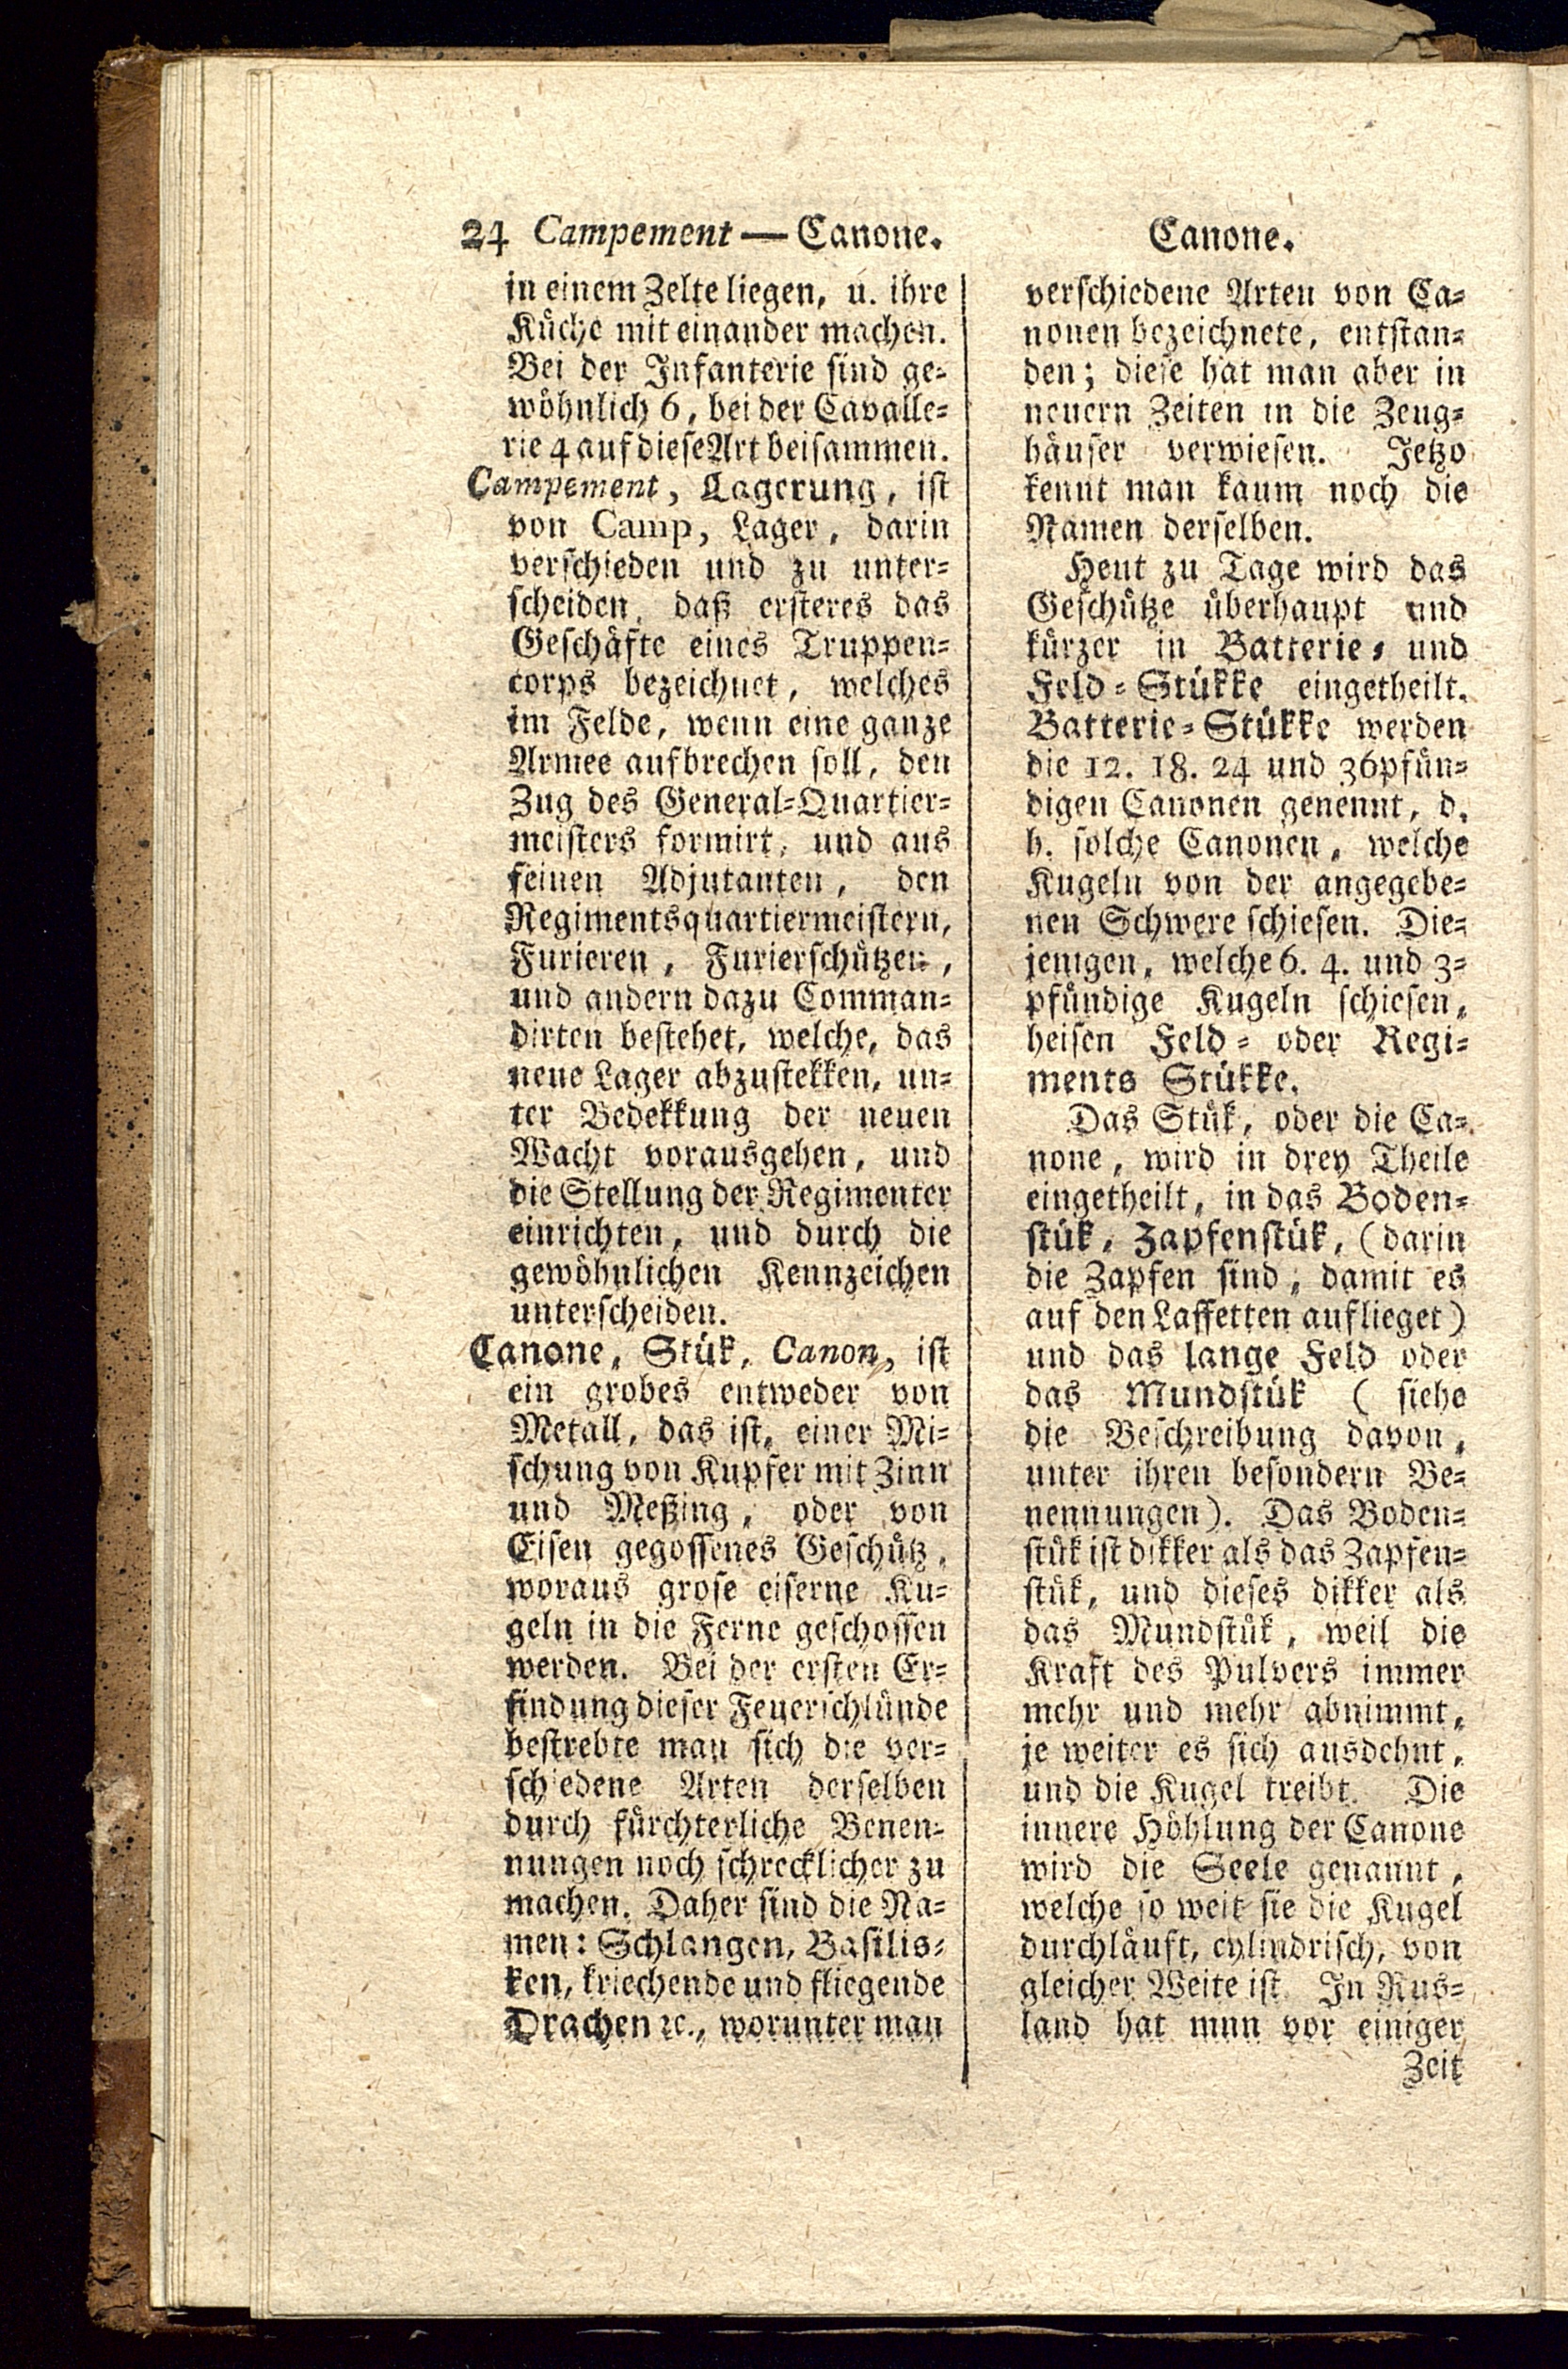 24 Campement — Canone.
in einem Zelte liegen, u. ihre
Küche mit einander machen.
Bei der Infanterie sind ge-
wöhnlich 6, bei der Cavalle-
rie 4 auf diese Art beisammen.
Campement, Lagerung, ist
von Camp, Lager, darin
verschieden und zu unter-
scheiden, daß ersteres das
Geschäfte eines Truppen-
corps bezeichnet, welches
im Felde, wenn eine ganze
Armee aufbrechen soll, den
Zug des General-Quartier-
meisters formirt, und aus
seinen Adjutanten, den
Regimentsquartiermeistern,
Furieren, Furierschützen,
und andern dazu Comman-
dirten bestehet, welche, das
neue Lager abzustekken, un-
ter Bedekkung der neuen
Wacht vorausgehen, und
die Stellung der Regimenter
einrichten, und durch die
gewöhnlichen Kennzeichen
unterscheiden.
Canone, Stük, Canon, ist
ein grobes entweder von
Metall, das ist, einer Mi-
schung von Kupfer mit Zinn
und Meßing, oder von
Eisen gegossenes Geschütz,
woraus grose eiserne Ku-
geln in die Ferne geschossen
werden. Bei der ersten Er-
findung dieser Feuerschlünde
bestrebte man sich die ver-
schiedene Arten derselben
durch fürchterliche Benen-
nungen noch schrecklicher zu
machen. Daher sind die Na-
men: Schlangen, Basilis-
ken, kriechende und fliegende
Drachen ꝛc., worunter man
Canone.
verschiedene Arten von Ca-
nonen bezeichnete, entstan-
den; diese hat man aber in
neuern Zeiten in die Zeug-
häuser verwiesen. Jetzo
kennt man kaum noch die
Namen derselben.
Heut zu Tage wird das
Geschütze überhaupt und
kürzer in Batterie- und
Feld-Stükke eingetheilt.
Batterie-Stükke werden
die 12. 18. 24 und 36pfün-
digen Canonen genennt, d.
h. solche Canonen, welche
Kugeln von der angegebe-
nen Schwere schiesen. Die-
jenigen, welche 6. 4. und 3-
pfündige Kugeln schiesen,
heisen Feld- oder Regi-
ments Stükke.
Das Stük, oder die Ca-
none, wird in drey Theile
eingetheilt, in das Boden-
stük, Zapfenstük, (darin
die Zapfen sind, damit es
auf den Laffetten auflieget)
und das lange Feld oder
das Mundstük (siehe
die Beschreibung davon,
unter ihren besondern Be-
nennungen). Das Boden-
stük ist dikker als das Zapfen-
stük, und dieses dikker als
das Mundstük, weil die
Kraft des Pulvers immer
mehr und mehr abnimmt,
je weiter es sich ausdehnt,
und die Kugel treibt. Die
innere Höhlung der Canone
wird die Seele genannt,
welche so weit sie die Kugel
durchläuft, cylindrisch, von
gleicher Weite ist. In Rus-
land hat mun vor einiger
Zeit